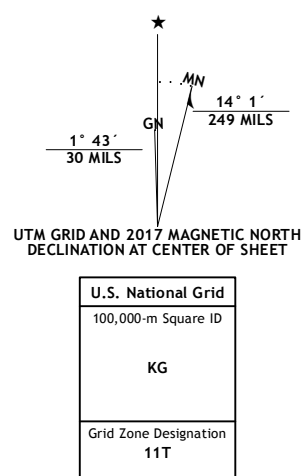 ★
MN
GN
14° 1´
249 MILS
1° 43´
30 MILS
UTM GRID AND 2017 MAGNETIC NORTH
DECLINATION AT CENTER OF SHEET
U.S. National Grid
100,000-m Square ID
KG
Grid Zone Designation
11T